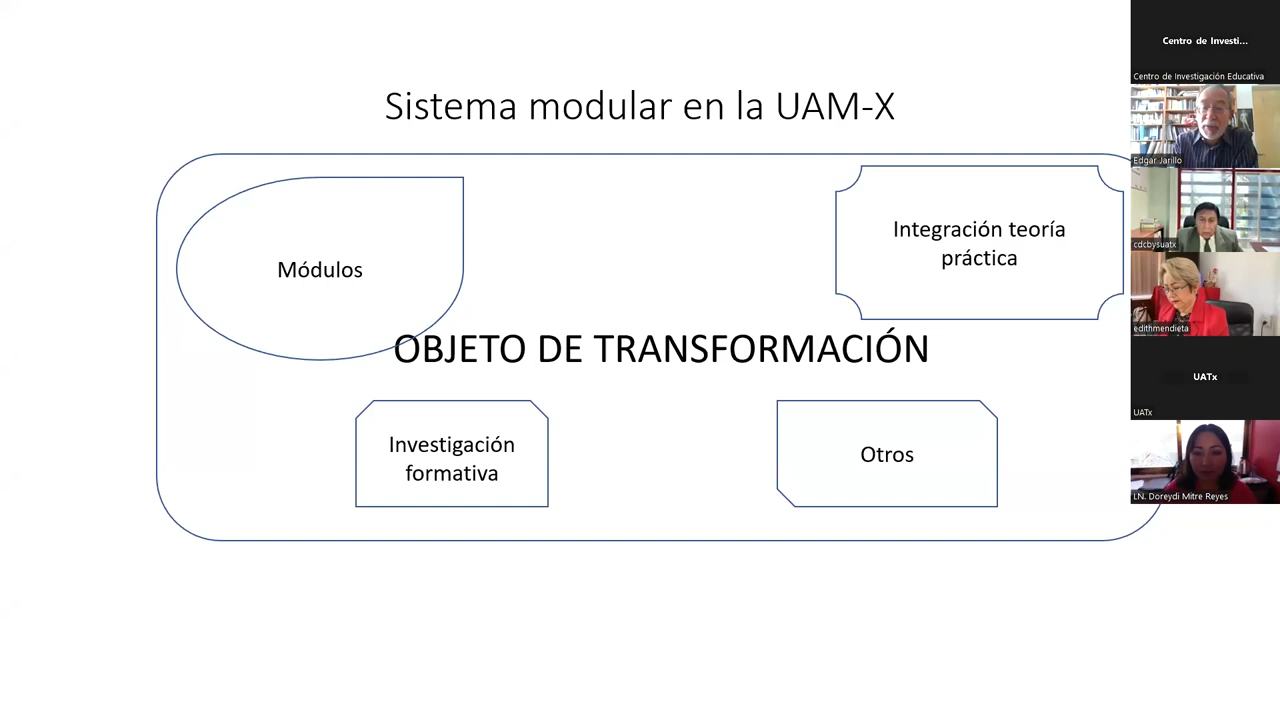 Sistema modular en la UAM-X
Módulos
Integración teoría
práctica
OBJETO DE TRANSFORMACIÓN
Investigación
formativa
Otros
Centro de Investi...
Centro de Investigación Educativa
Edgar Jarillo
cdcbysuatx
edithmendieta
UATx
UATx
LN. Doreydi Mitre Reyes